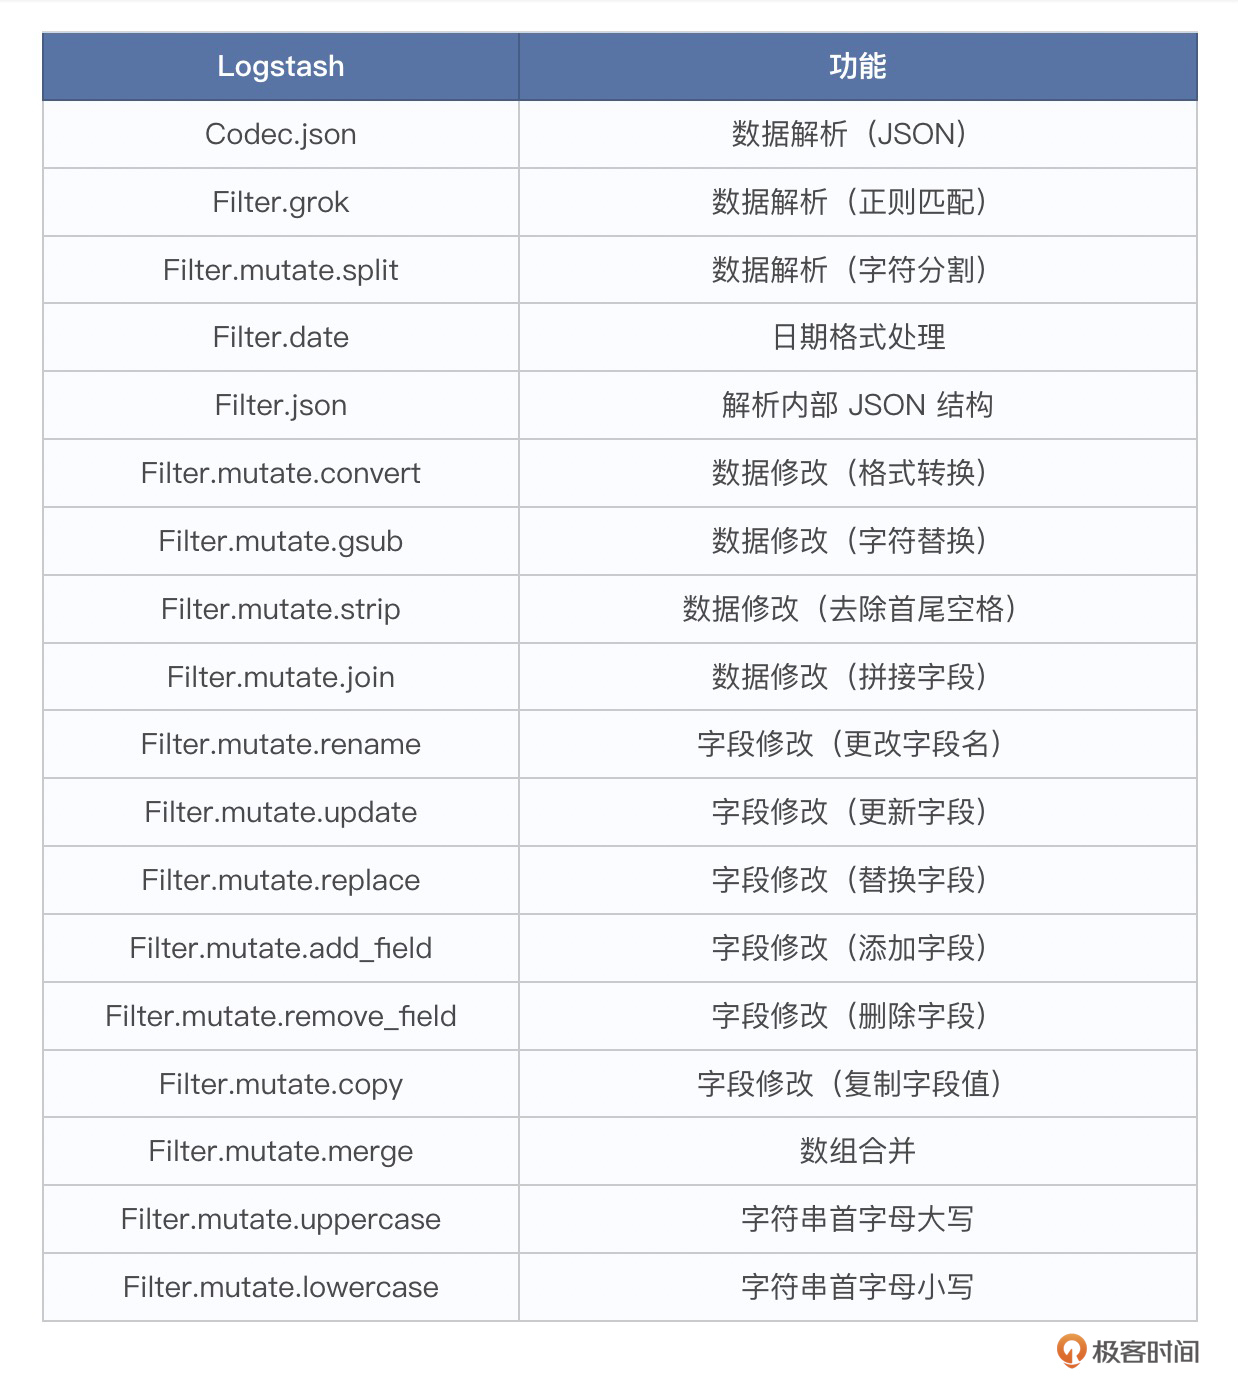 Logstash 功能
Codec.json 数据解析（JSON）
Filter.grok 数据解析（正则匹配）
Filter.mutate.split 数据解析（字符分割）
Filter.date 日期格式处理
Filter.json 解析内部 JSON 结构
Filter.mutate.convert 数据修改（格式转换）
Filter.mutate.gsub 数据修改（字符替换）
Filter.mutate.strip 数据修改（去除首尾空格）
Filter.mutate.join 数据修改（拼接字段）
Filter.mutate.rename 字段修改（更改字段名）
Filter.mutate.update 字段修改（更新字段）
Filter.mutate.replace 字段修改（替换字段）
Filter.mutate.add_field 字段修改（添加字段）
Filter.mutate.remove_field 字段修改（删除字段）
Filter.mutate.copy 字段修改（复制字段值）
Filter.mutate.merge 数组合并
Filter.mutate.uppercase 字符串首字母大写
Filter.mutate.lowercase 字符串首字母小写
极客时间